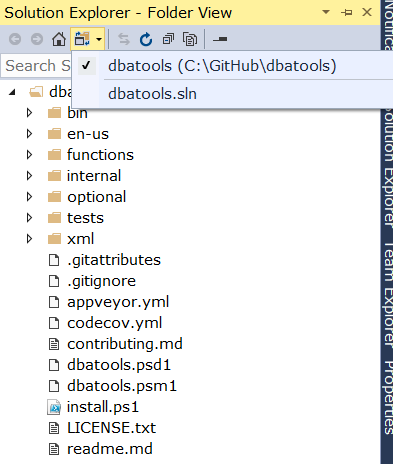 Solution Explorer - Folder View
dbatools (C:\GitHub\dbatools)
Search S
dbatools.sln
dba
bin
en-us
functions
internal
optional
tests
xml
.gitattributes
.gitignore
appveyor.yml
codecov.yml
contributing.md
dbatools.psd1
dbatools.psm1
install.ps1
LICENSE.txt
readme.md
Notific
Solution Explorer
Team Explorer
Properties